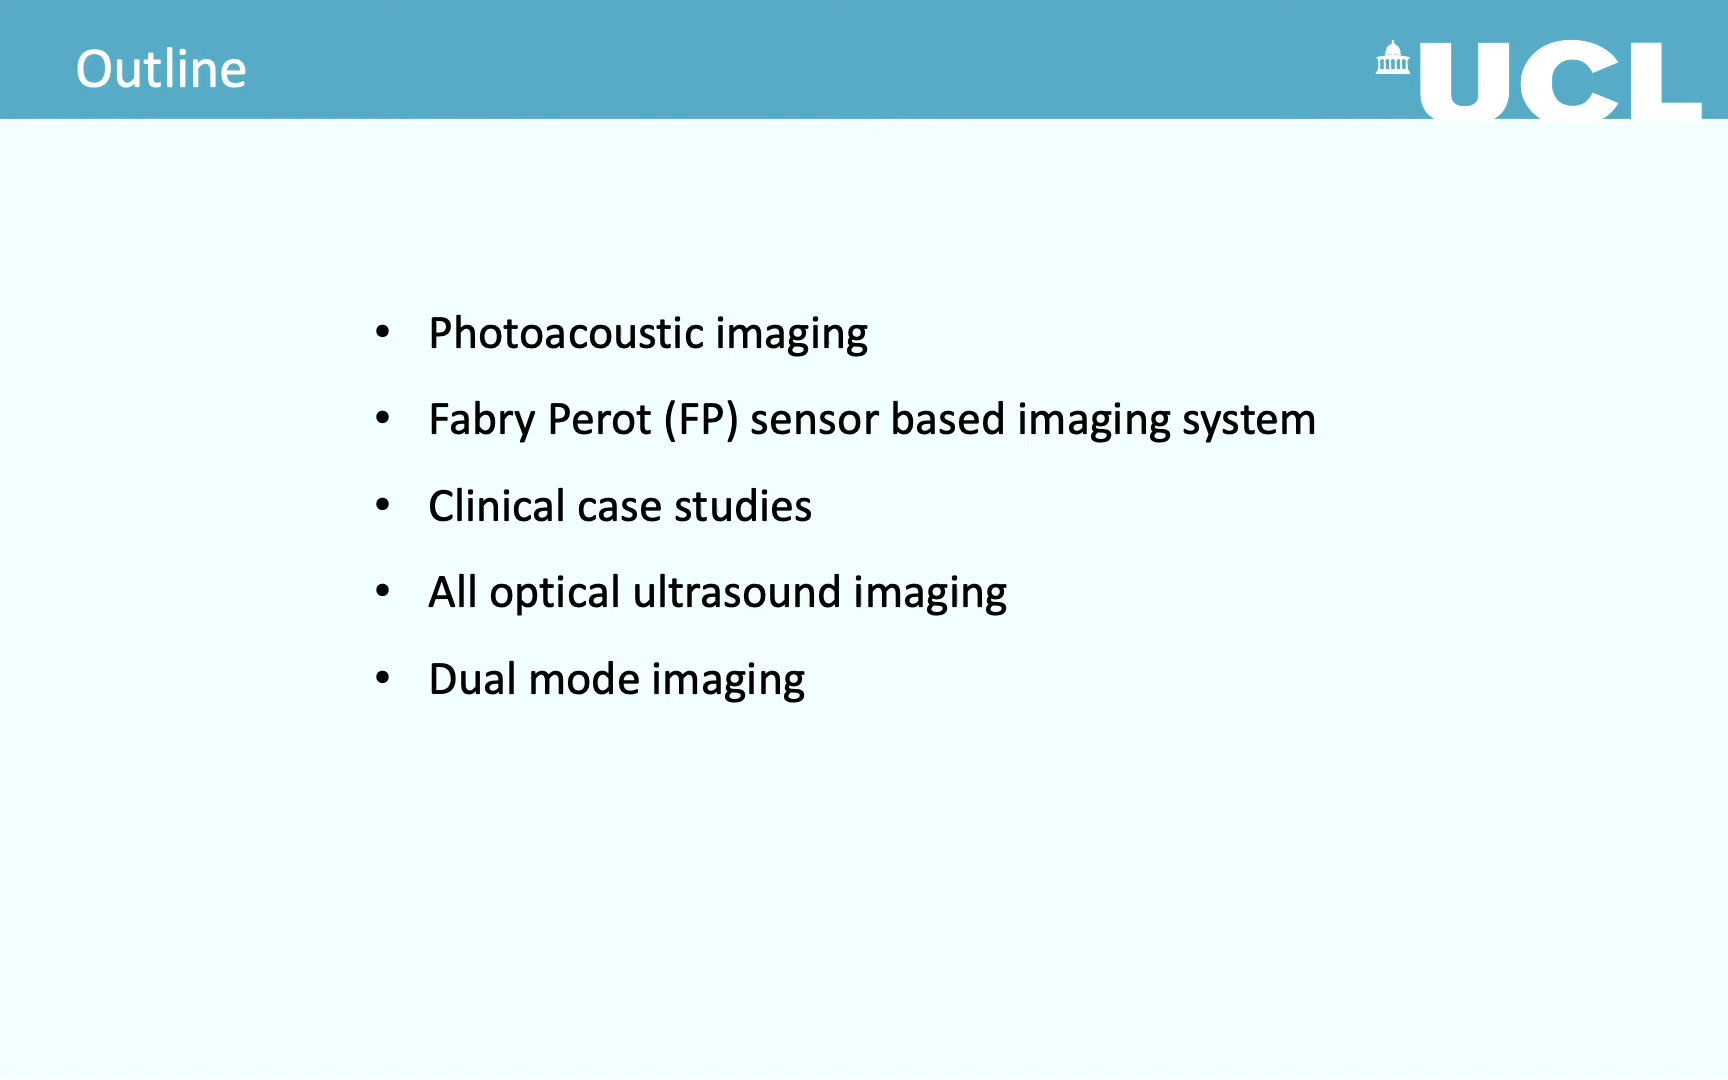 Outline
UCL
• Photoacoustic imaging
• Fabry Perot (FP) sensor based imaging system
• Clinical case studies
• All optical ultrasound imaging
• Dual mode imaging